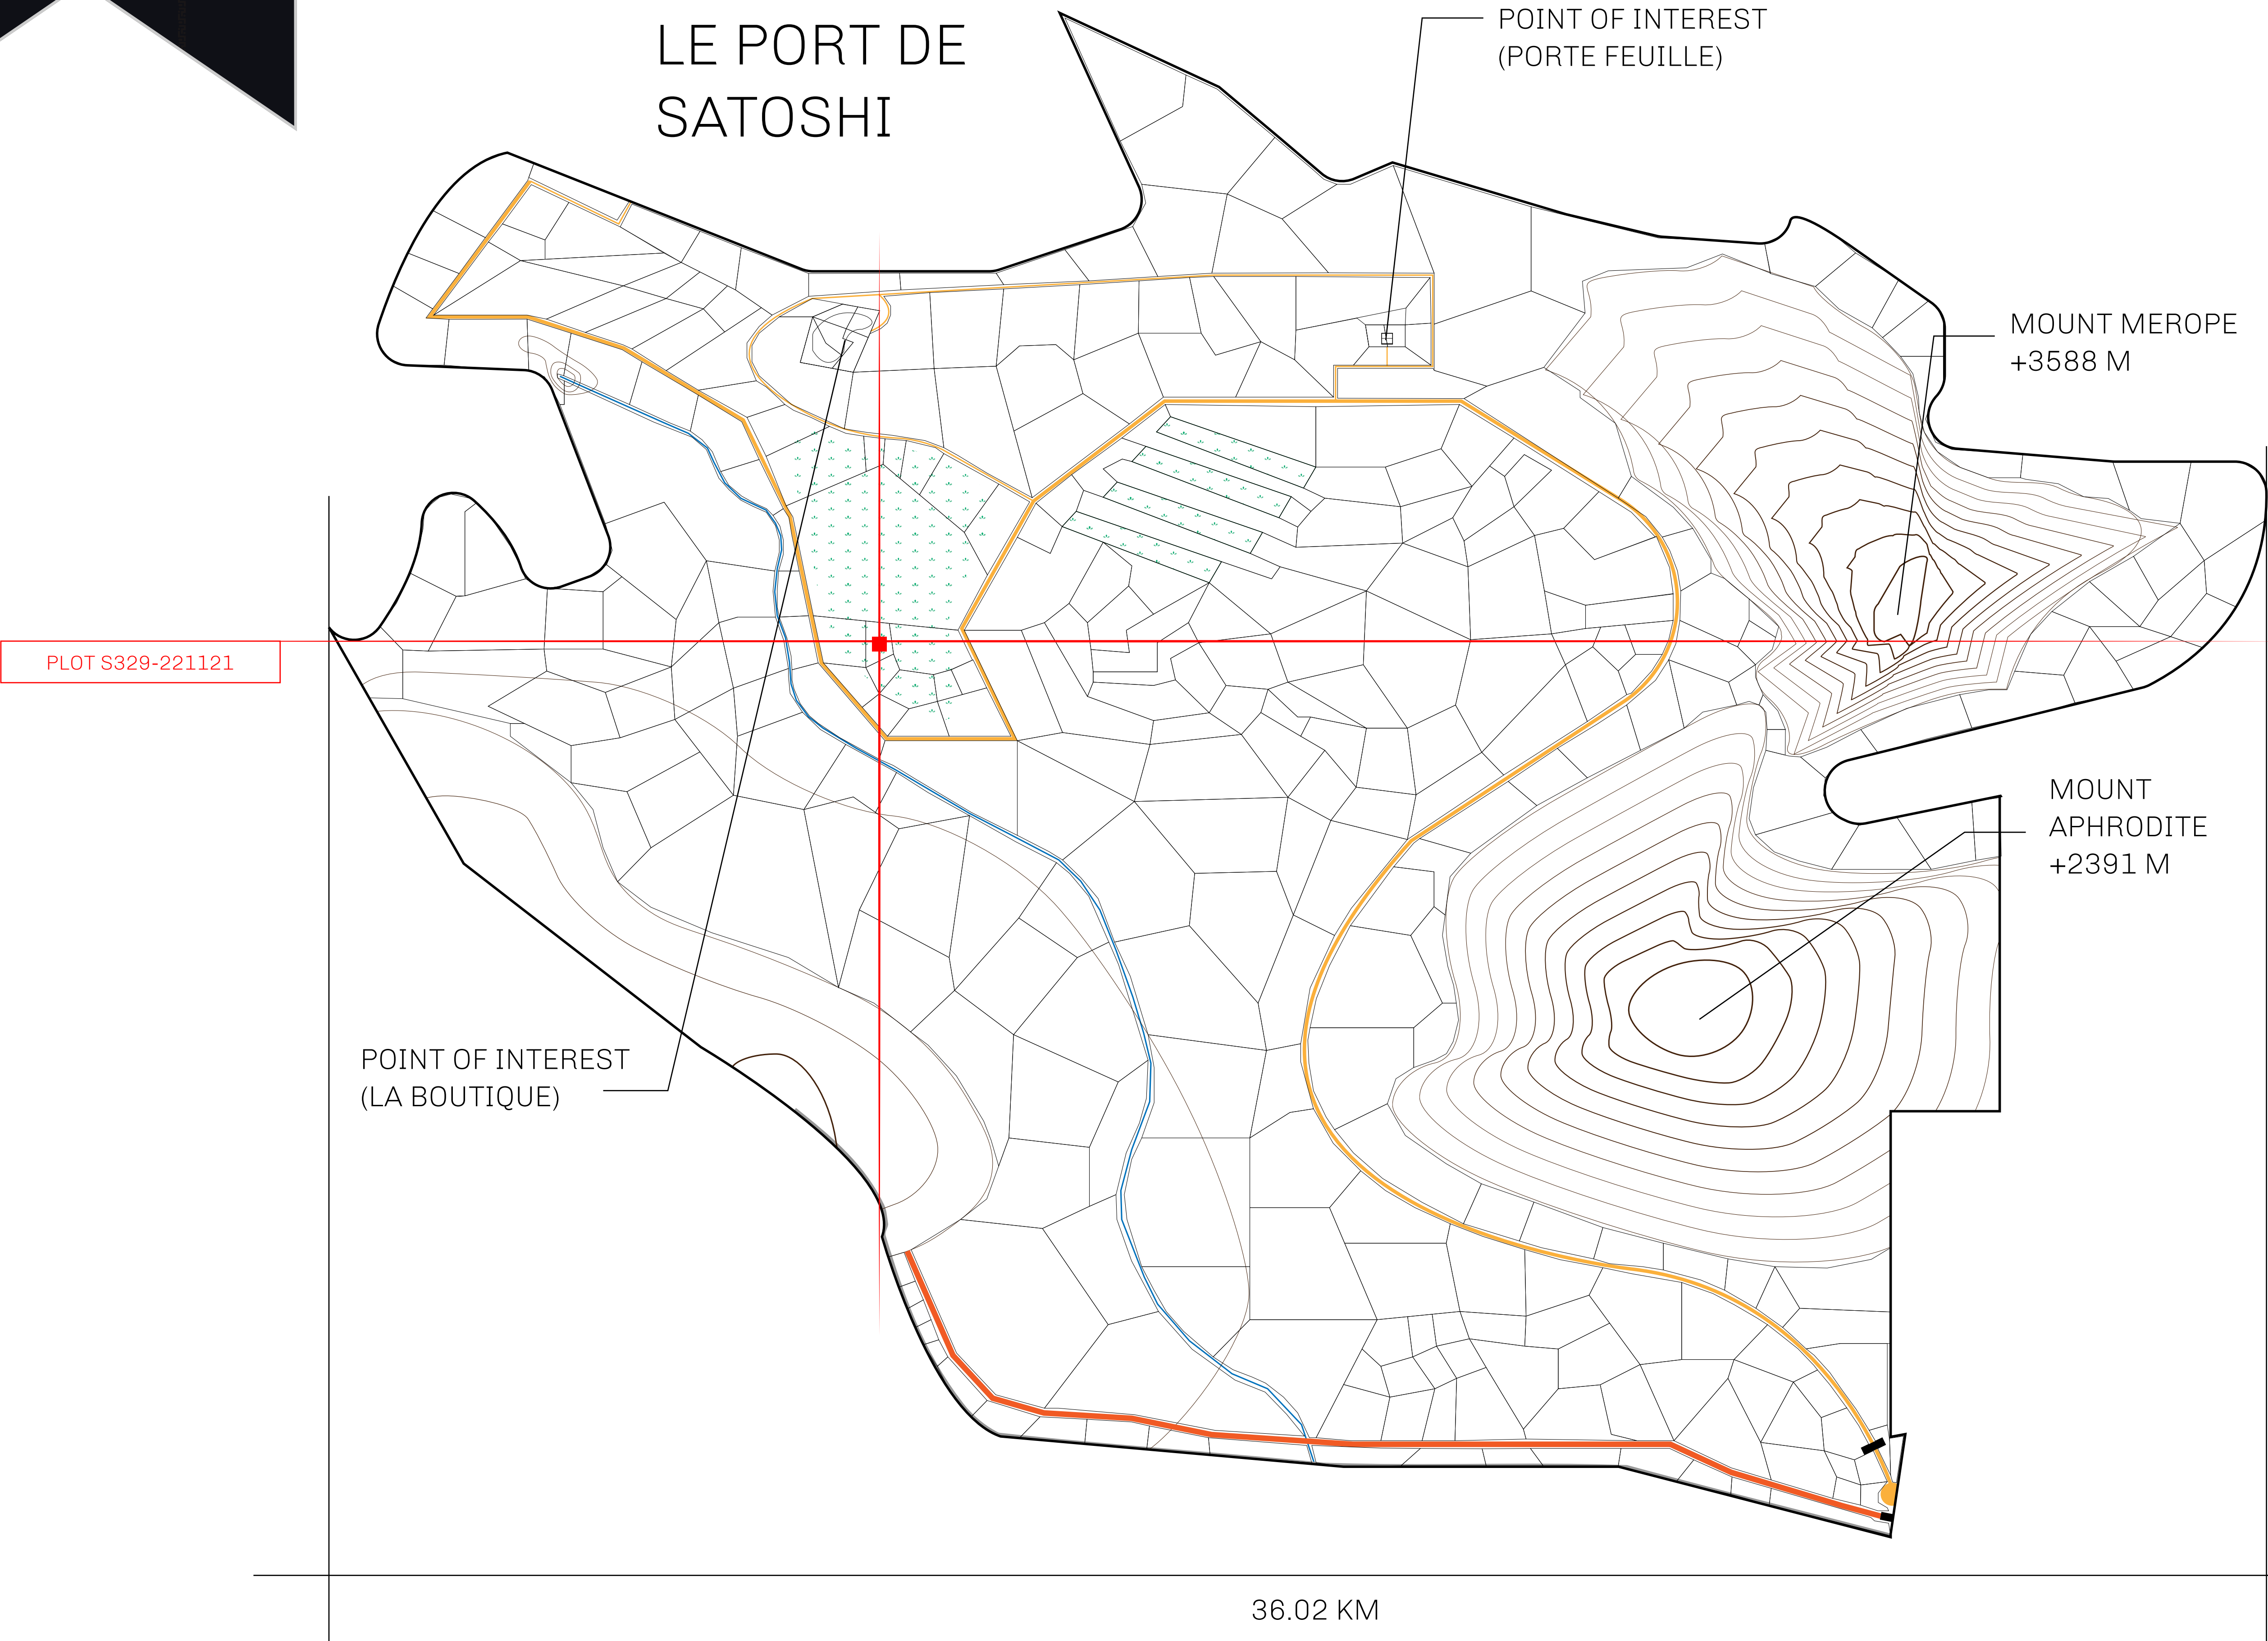 LE PORT DE
SATOSHI
POINT OF INTEREST
(PORTE FEUILLE)
MOUNT MEROPE
+3588 M
PLOT S329-221121
MOUNT
APHRODITE
+2391 M
POINT OF INTEREST
(LA BOUTIQUE)
36.02 KM